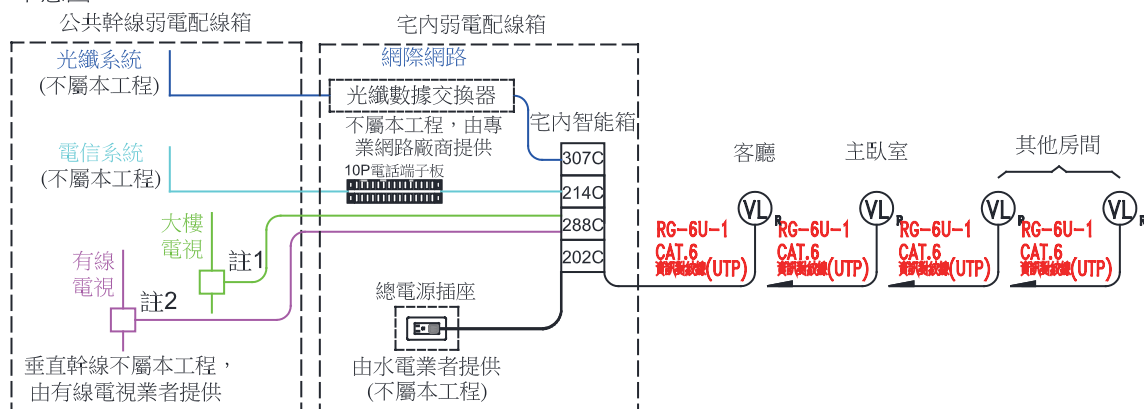 公共幹線弱電配線箱
宅內弱電配線箱
光纖系統
(不屬本工程)
網際網路
光纖數據交換器
不屬本工程，由專
業網路廠商提供
宅內智能箱
電信系統
(不屬本工程)
10P電話端子板
307C
214C
288C
202C
大樓
電視
註1
有線
電視
註2
垂直幹線不屬本工程，
由有線電視業者提供
總電源插座
由水電業者提供
(不屬本工程)
客廳
主臥室
其他房間
VL R
VL R
VL R
VL R
RG-6U-1
CAT.6
(UTP)
RG-6U-1
CAT.6
(UTP)
RG-6U-1
CAT.6
(UTP)
RG-6U-1
CAT.6
(UTP)